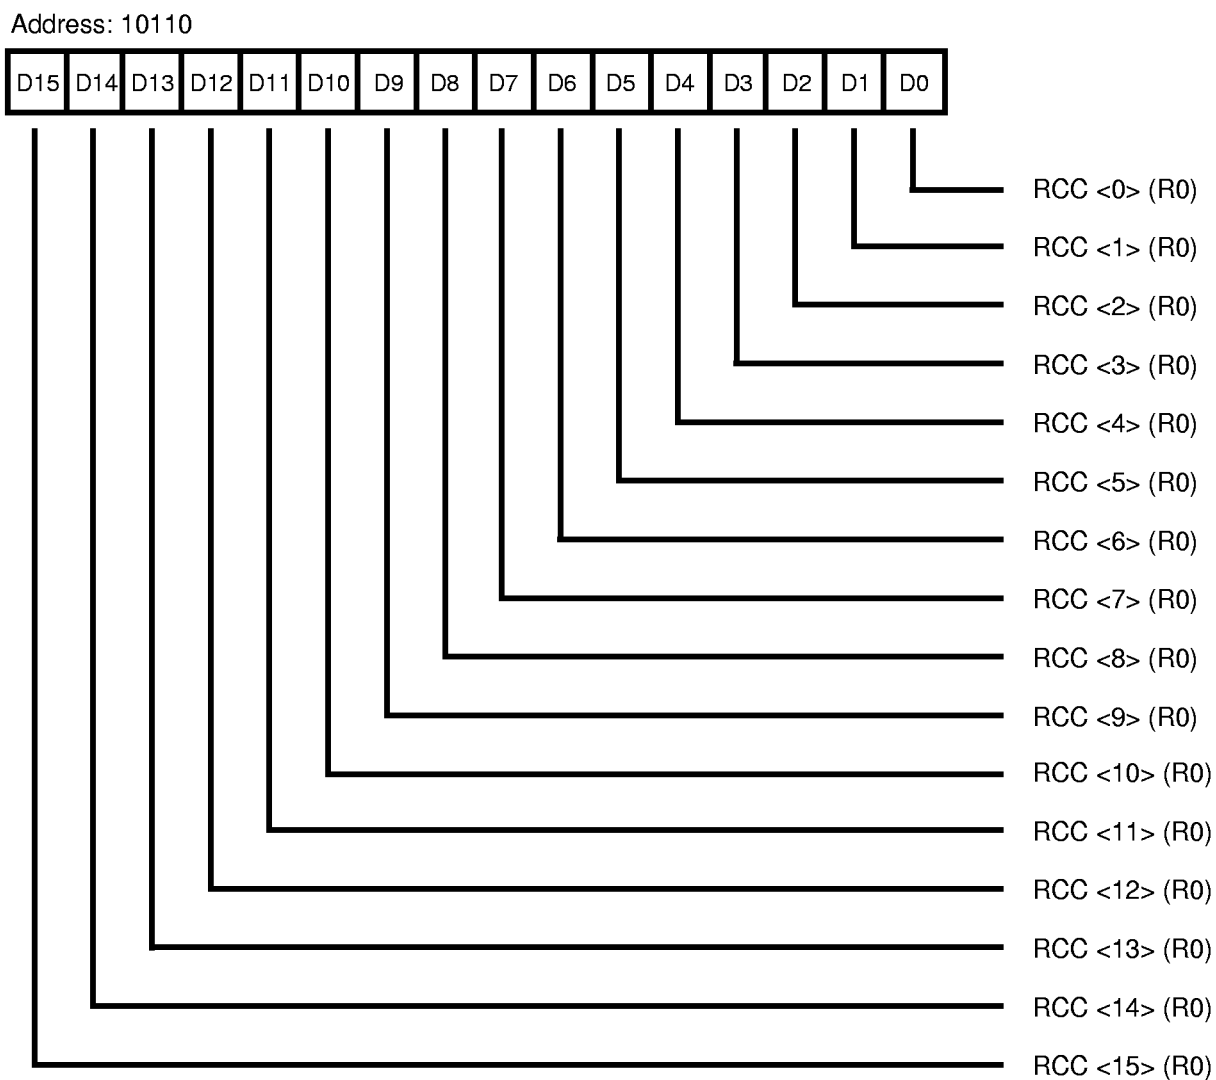 Address: 10110
D15 D14 D13 D12 D11 D10 D9 D8 D7 D6 D5 D4 D3 D2 D1 D0
RCC <0> (R0)
RCC <1> (R0)
RCC <2> (R0)
RCC <3> (R0)
RCC <4> (R0)
RCC <5> (R0)
RCC <6> (R0)
RCC <7> (R0)
RCC <8> (R0)
RCC <9> (R0)
RCC <10> (R0)
RCC <11> (R0)
RCC <12> (R0)
RCC <13> (R0)
RCC <14> (R0)
RCC <15> (R0)